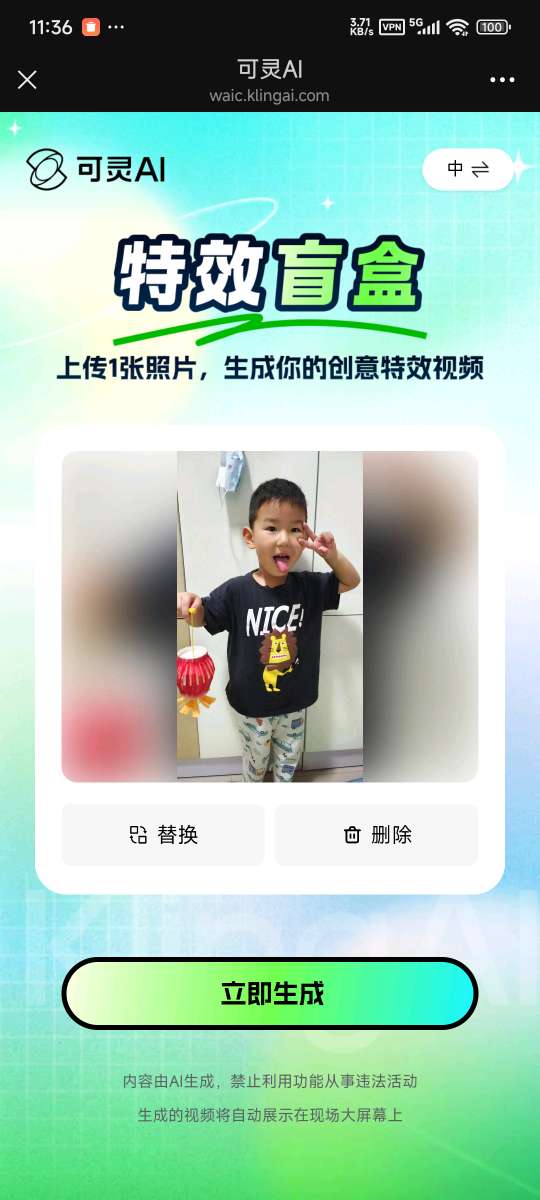 11:36
3.71 KB/s VPN 5G 100
可灵AI
waic.klingai.com
可灵AI
中
特效盲盒
上传1张照片，生成你的创意特效视频
NICE!
替换
删除
KlingAI
立即生成
内容由AI生成，禁止利用功能从事违法活动
生成的视频将自动展示在现场大屏幕上